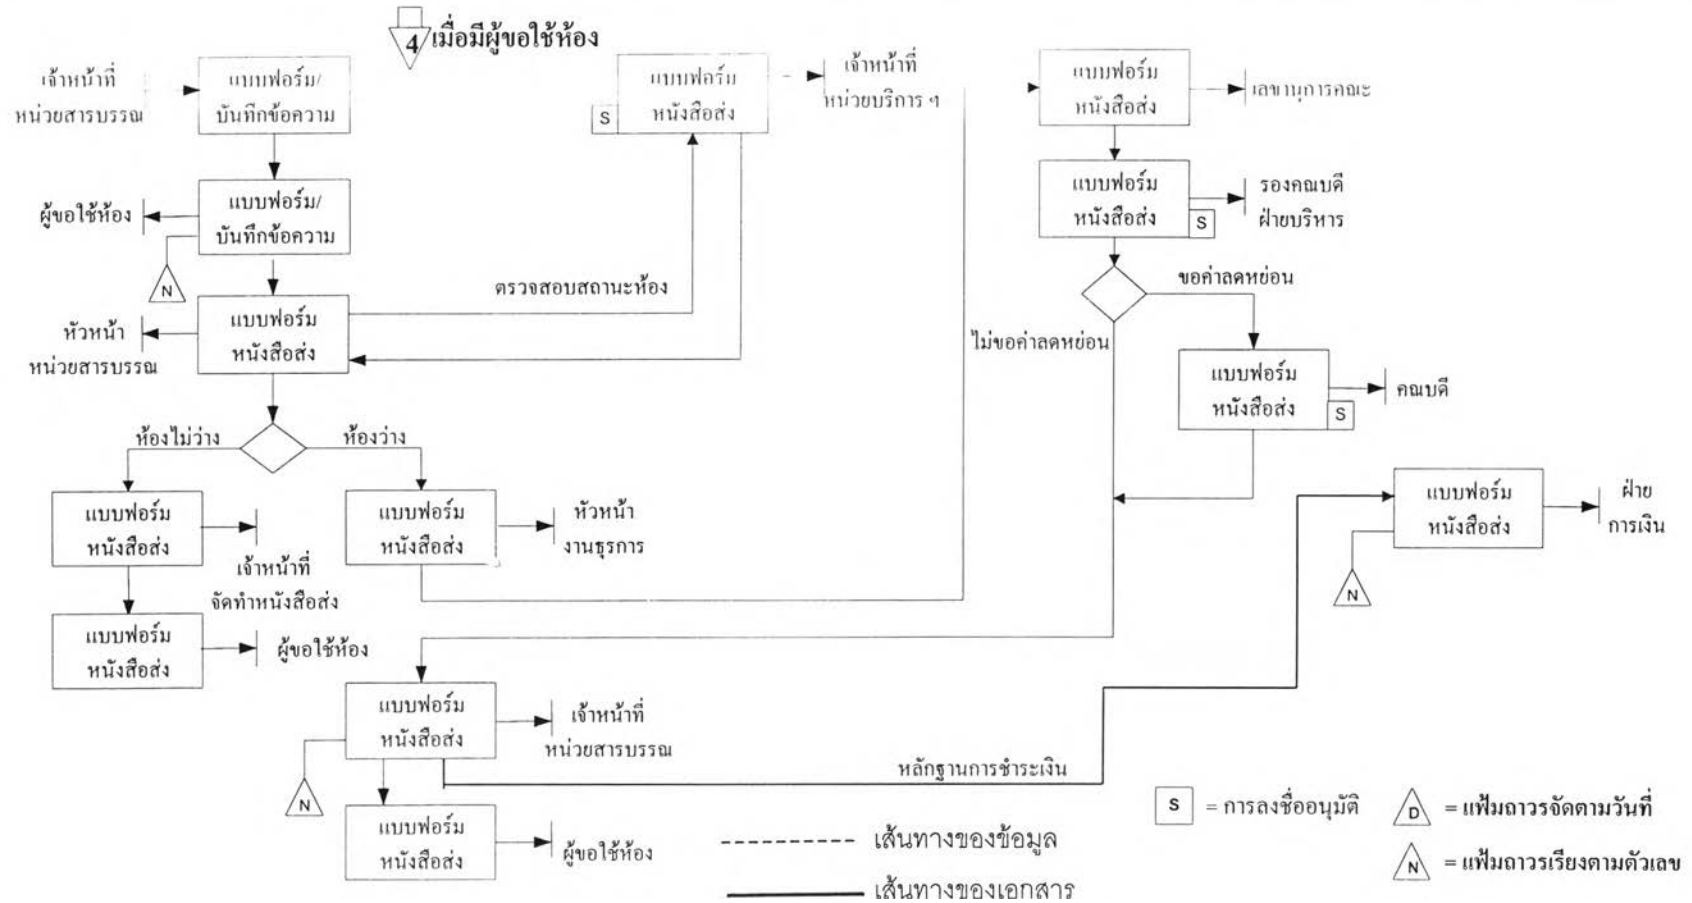 4 เมื่อมีผู้ขอใช้ห้อง
เจ้าหน้าที่
หน่วยสารบรรณ
แบบฟอร์ม/
บันทึกข้อความ
แบบฟอร์ม
หนังสือส่ง
S
เจ้าหน้าที่
หน่วยบริการ ฯ
แบบฟอร์ม
หนังสือส่ง
เลขานุการคณะ
ผู้ขอใช้ห้อง
แบบฟอร์ม/
บันทึกข้อความ
N
แบบฟอร์ม
หนังสือส่ง
S
รองคณบดี
ฝ่ายบริหาร
ตรวจสอบสถานะห้อง
ขอค่าลดหย่อน
ไม่ขอค่าลดหย่อน
หัวหน้า
หน่วยสารบรรณ
แบบฟอร์ม
หนังสือส่ง
แบบฟอร์ม
หนังสือส่ง
S
คณบดี
ห้องไม่ว่าง
ห้องว่าง
แบบฟอร์ม
หนังสือส่ง
เจ้าหน้าที่
จัดทำหนังสือส่ง
แบบฟอร์ม
หนังสือส่ง
หัวหน้า
งานธุรการ
แบบฟอร์ม
หนังสือส่ง
ฝ่าย
การเงิน
N
แบบฟอร์ม
หนังสือส่ง
ผู้ขอใช้ห้อง
แบบฟอร์ม
หนังสือส่ง
เจ้าหน้าที่
หน่วยสารบรรณ
N
หลักฐานการชำระเงิน
แบบฟอร์ม
หนังสือส่ง
ผู้ขอใช้ห้อง
S = การลงชื่ออนุมัติ
D = แฟ้มถาวรจัดตามวันที่
N = แฟ้มถาวรเรียงตามตัวเลข
เส้นทางของข้อมูล
เส้นทางของเอกสาร